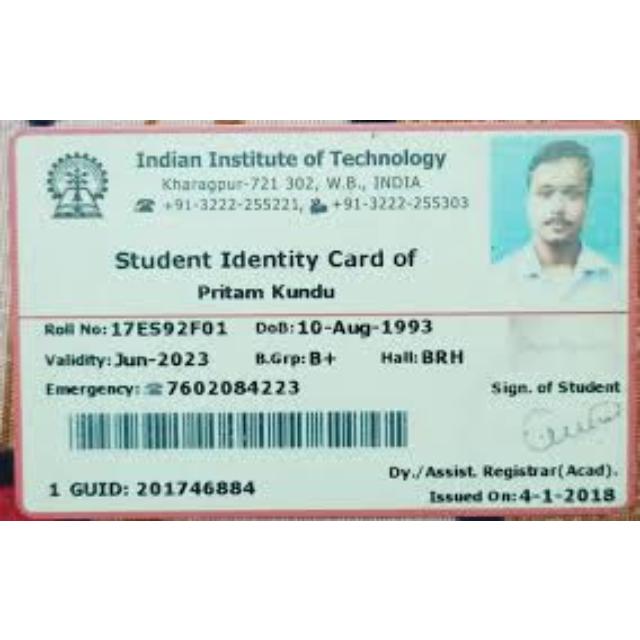 Indian Institute of Technology
Kharagpur-721 302, W.B., INDIA
☎ +91-3222-255221, +91-3222-255303
Student Identity Card of
Pritam Kundu
Roll No: 17ES92F01 DoB: 10-Aug-1993
Validity: Jun-2023 B.Grp: B+ Hall: BRH
Emergency: ☎ 7602084223
Sign. of Student
Dy./Assist. Registrar(Acad).
1 GUID: 201746884
Issued On: 4-1-2018